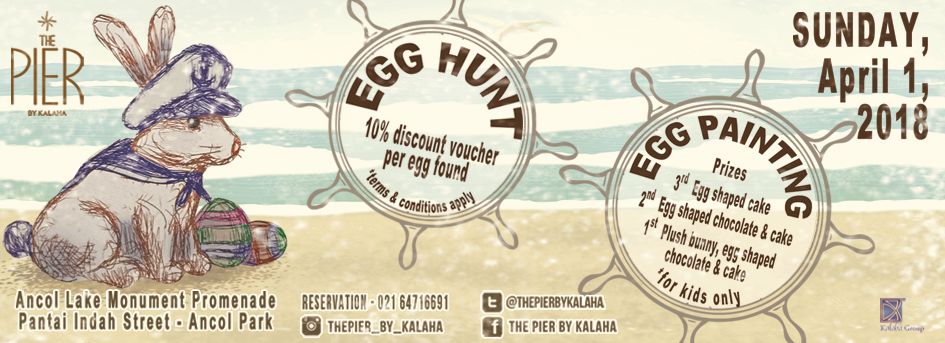 THE
PIER
BY KALAHA
EGG HUNT
10% discount voucher
per egg found
*terms & conditions apply
EGG PAINTING
Prizes
3rd Egg shaped cake
2nd Egg shaped chocolate & cake
1st Plush bunny, egg shaped
chocolate & cake
*for kids only
SUNDAY,
April 1,
2018
Ancol Lake Monument Promenade
Pantai Indah Street - Ancol Park
RESERVATION - 021 64716691
THEPIER_BY_KALAHA
@THEPIERBYKALAHA
THE PIER BY KALAHA
Kalaha Group